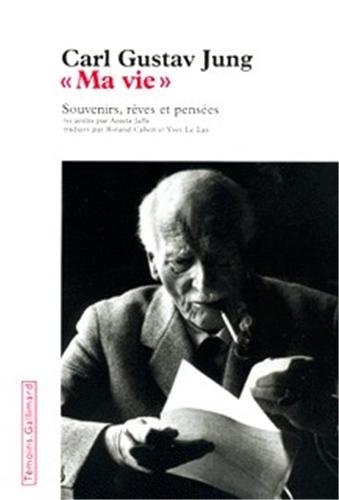 Carl Gustav Jung
« Ma vie »
Souvenirs, rêves et pensées
recueillis par Aniéla Jaffé
traduits par Roland Cahen et Yves Le Lay
Témoins/Gallimard